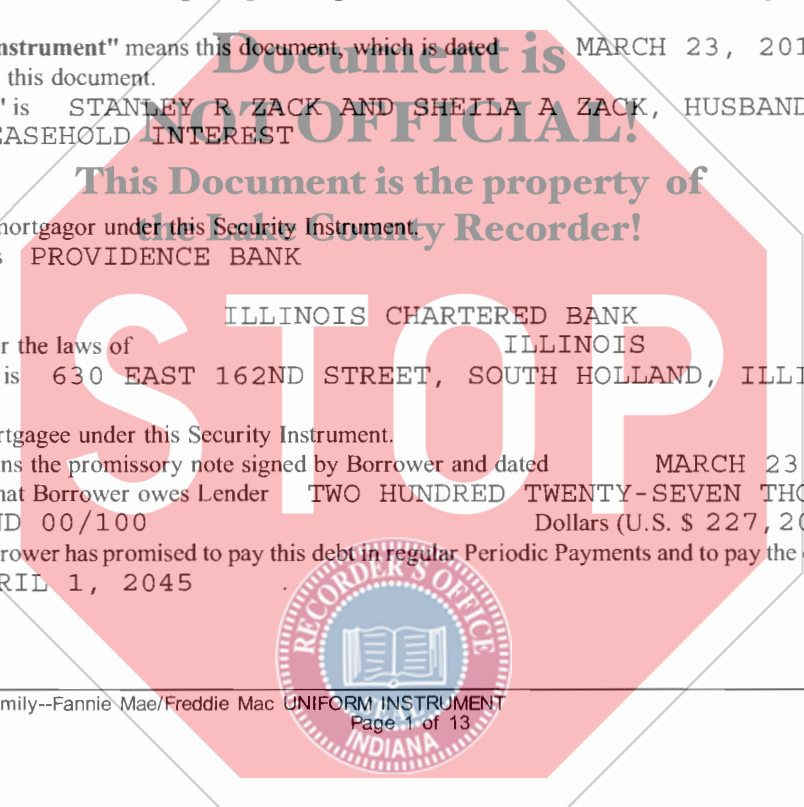 nstrument" means this document, which is dated MARCH 23, 201
this document.
' is STANLEY R ZACK AND SHEILA A ZACK, HUSBAND
EASEHOLD INTEREST
Document is
NOT OFFICIAL!
This Document is the property of
the Lake County Recorder!
nortgagor under this Security Instrument.
s PROVIDENCE BANK
ILLINOIS CHARTERED BANK
r the laws of ILLINOIS
is 630 EAST 162ND STREET, SOUTH HOLLAND, ILLI
STOP
rtgagee under this Security Instrument.
ns the promissory note signed by Borrower and dated MARCH 23
hat Borrower owes Lender TWO HUNDRED TWENTY-SEVEN THO
ND 00/100 Dollars (U.S. $ 227,20
rrower has promised to pay this debt in regular Periodic Payments and to pay the
RIL 1, 2045 .
RECORDER'S OFFICE
SEAL
INDIANA
mily--Fannie Mae/Freddie Mac UNIFORM INSTRUMENT
Page 1 of 13